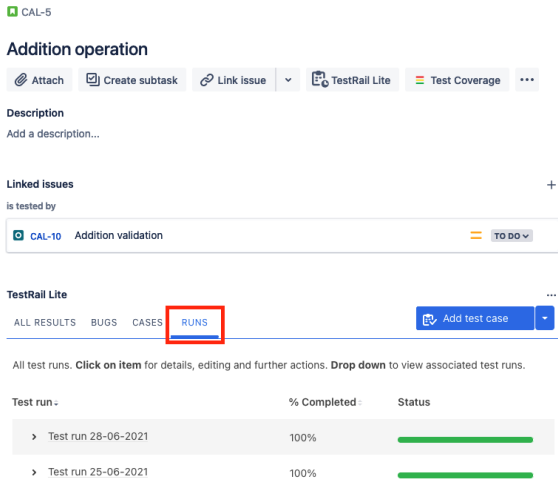 CAL-5
Addition operation
Attach Create subtask Link issue TestRail Lite Test Coverage ...
Description
Add a description...
Linked issues +
is tested by
CAL-10 Addition validation TO DO
TestRail Lite ...
ALL RESULTS BUGS CASES RUNS Add test case
All test runs. Click on item for details, editing and further actions. Drop down to view associated test runs.
Test run % Completed Status
Test run 28-06-2021 100%
Test run 25-06-2021 100%